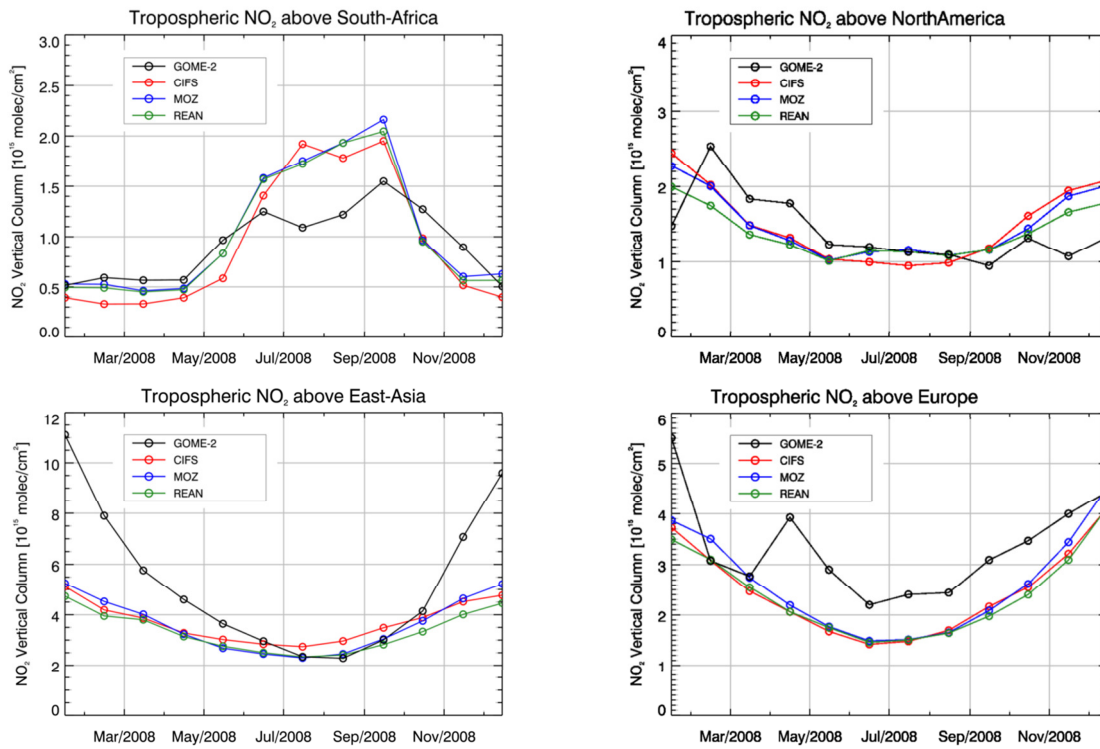 Tropospheric NO₂ above South-Africa
NO₂ Vertical Column [10¹⁵ molec/cm²]
3.0
2.5
2.0
1.5
1.0
0.5
0.0
GOME-2
CIFS
MOZ
REAN
Mar/2008 May/2008 Jul/2008 Sep/2008 Nov/2008
Tropospheric NO₂ above NorthAmerica
NO₂ Vertical Column [10¹⁵ molec/cm²]
4
3
2
1
0
GOME-2
CIFS
MOZ
REAN
Mar/2008 May/2008 Jul/2008 Sep/2008 Nov/2008
Tropospheric NO₂ above East-Asia
NO₂ Vertical Column [10¹⁵ molec/cm²]
12
10
8
6
4
2
0
GOME-2
CIFS
MOZ
REAN
Mar/2008 May/2008 Jul/2008 Sep/2008 Nov/2008
Tropospheric NO₂ above Europe
NO₂ Vertical Column [10¹⁵ molec/cm²]
6
5
4
3
2
1
0
GOME-2
CIFS
MOZ
REAN
Mar/2008 May/2008 Jul/2008 Sep/2008 Nov/2008